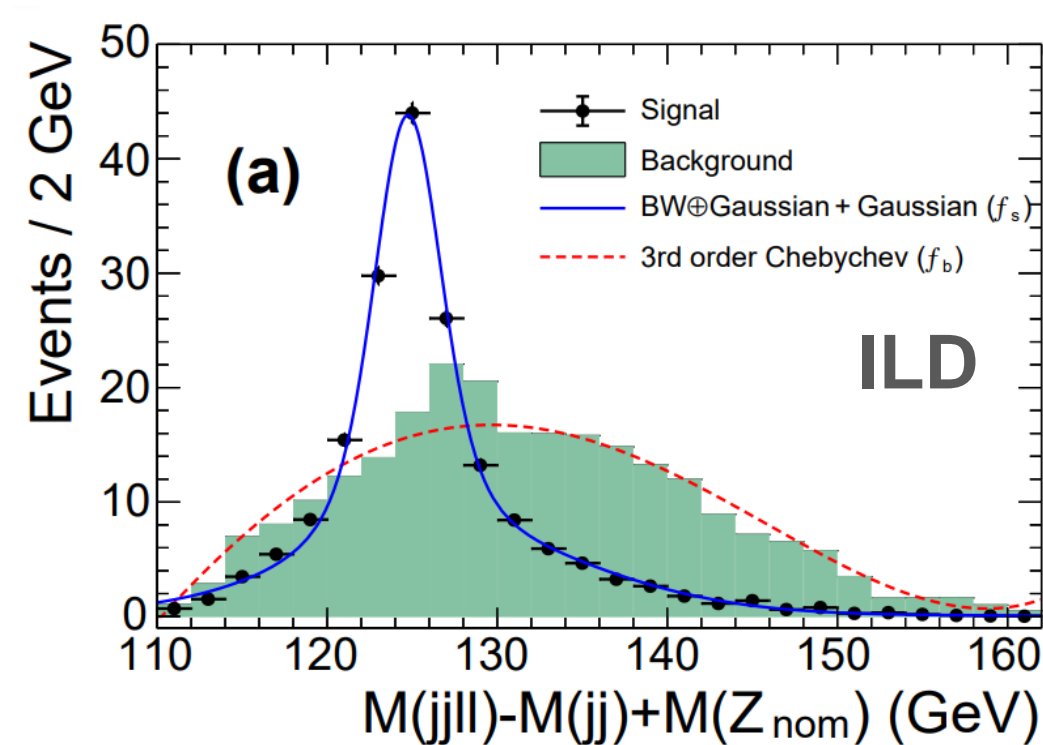 50
40
30
20
10
0
110 120 130 140 150 160
Events / 2 GeV
M(jjll)-M(jj)+M(Z nom) (GeV)
(a)
Signal
Background
BW⊕Gaussian + Gaussian (fs)
3rd order Chebychev (fb)
ILD